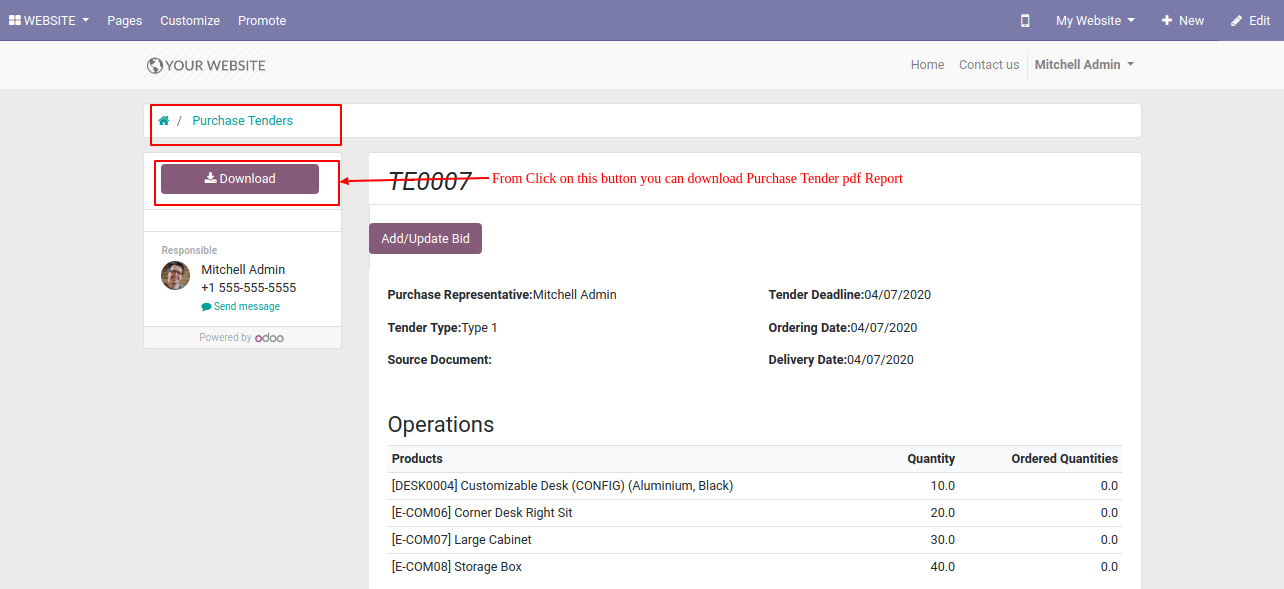 WEBSITE Pages Customize Promote My Website New Edit
YOUR WEBSITE Home Contact us Mitchell Admin
/ Purchase Tenders
Download
TE0007 From Click on this button you can download Purchase Tender pdf Report
Add/Update Bid
Responsible
Mitchell Admin
+1 555-555-5555
Send message
Powered by odoo
Purchase Representative:Mitchell Admin Tender Deadline:04/07/2020
Tender Type:Type 1 Ordering Date:04/07/2020
Source Document: Delivery Date:04/07/2020
Operations
Products Quantity Ordered Quantities
[DESK0004] Customizable Desk (CONFIG) (Aluminium, Black) 10.0 0.0
[E-COM06] Corner Desk Right Sit 20.0 0.0
[E-COM07] Large Cabinet 30.0 0.0
[E-COM08] Storage Box 40.0 0.0